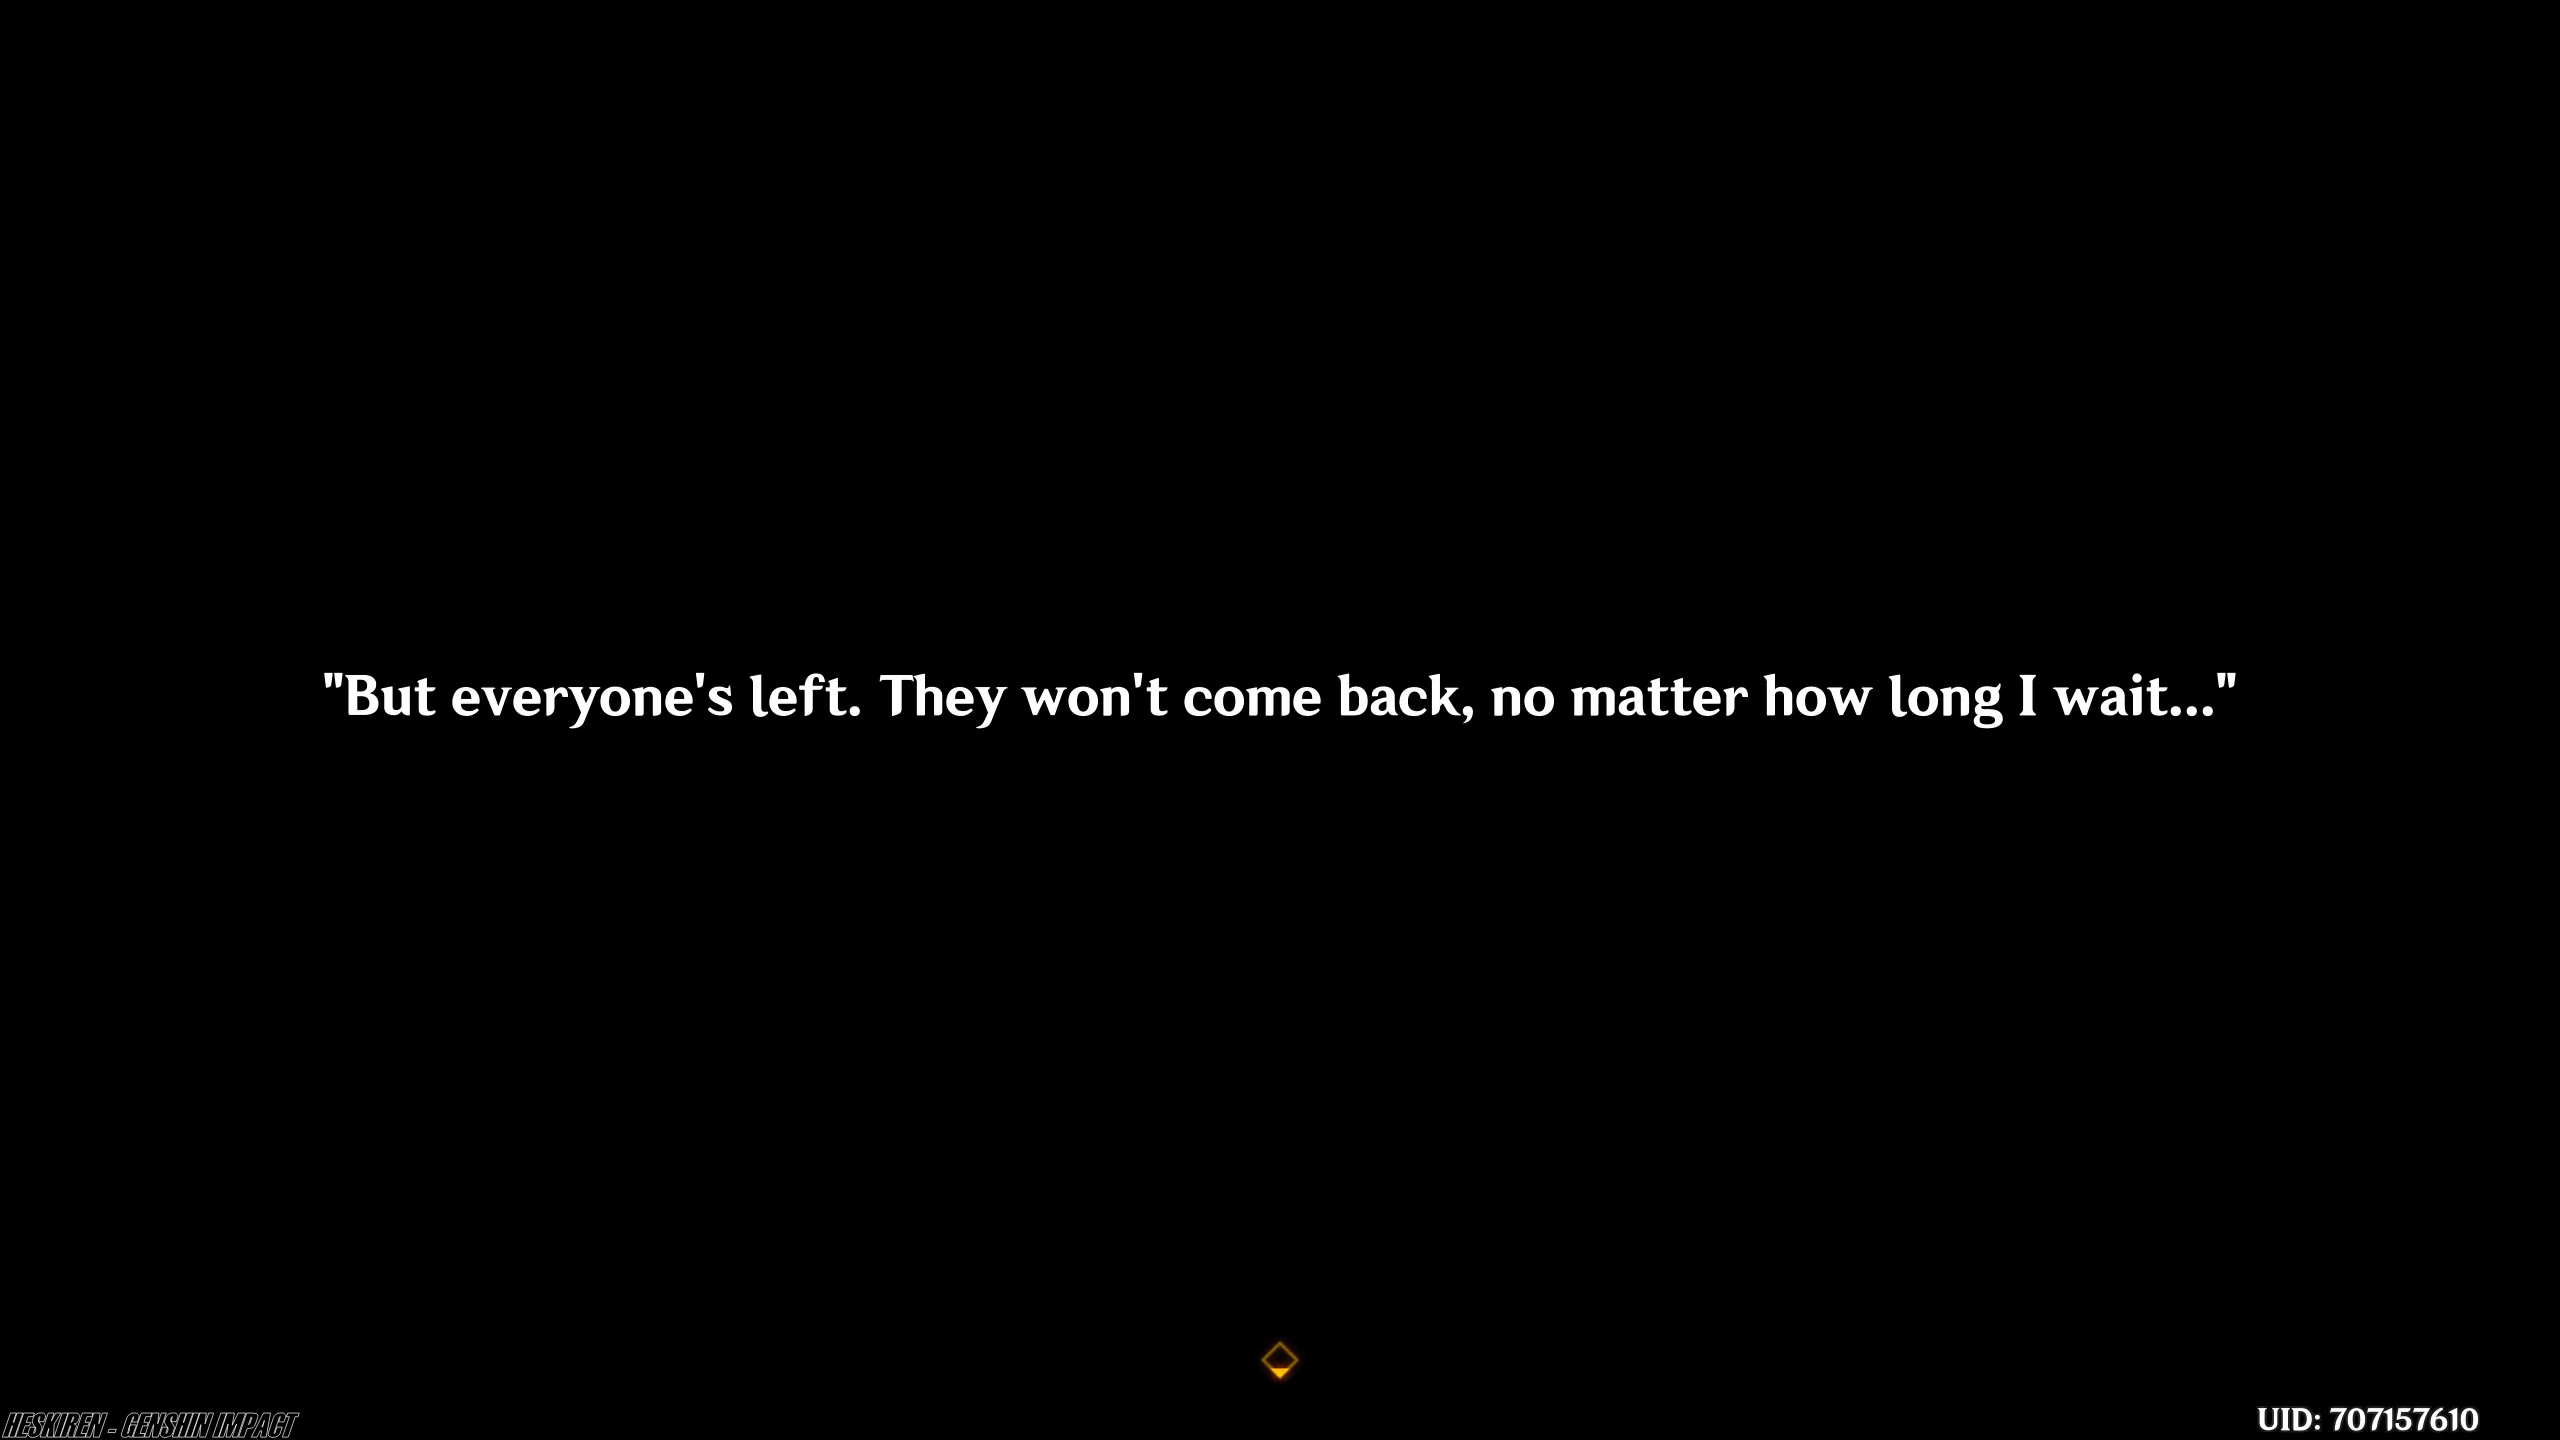 "But everyone's left. They won't come back, no matter how long I wait..."
HESKIREN - GENSHIN IMPACT
UID: 707157610